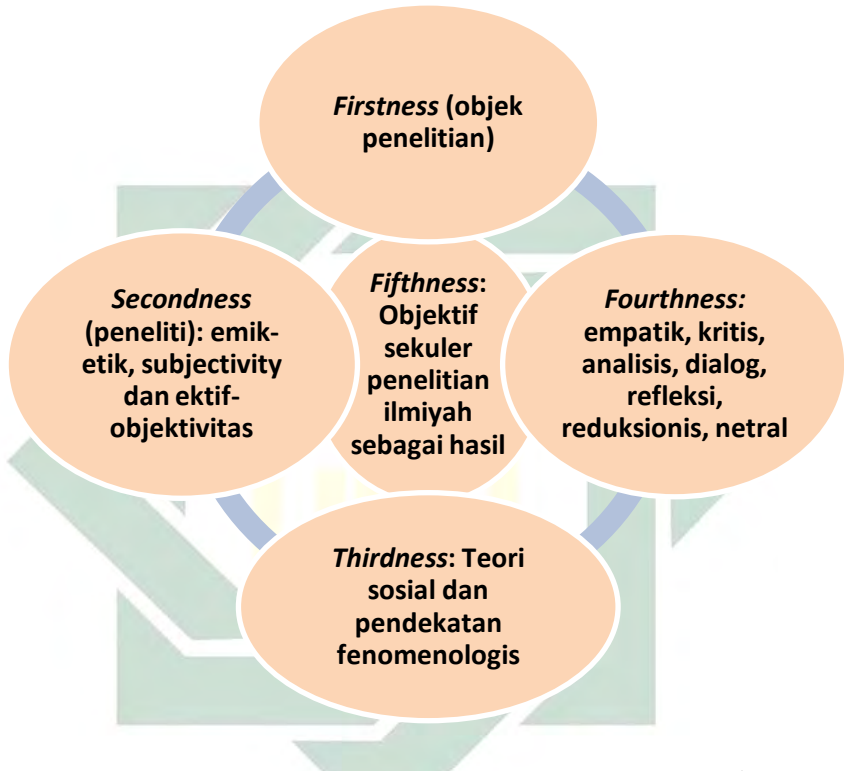 Firstness (objek
penelitian)
Secondness
(peneliti): emik-
etik, subjectivity
dan ektif-
objektivitas
Fifthness:
Objektif
sekuler
penelitian
ilmiyah
sebagai hasil
Fourthness:
empatik, kritis,
analisis, dialog,
refleksi,
reduksionis, netral
Thirdness: Teori
sosial dan
pendekatan
fenomenologis